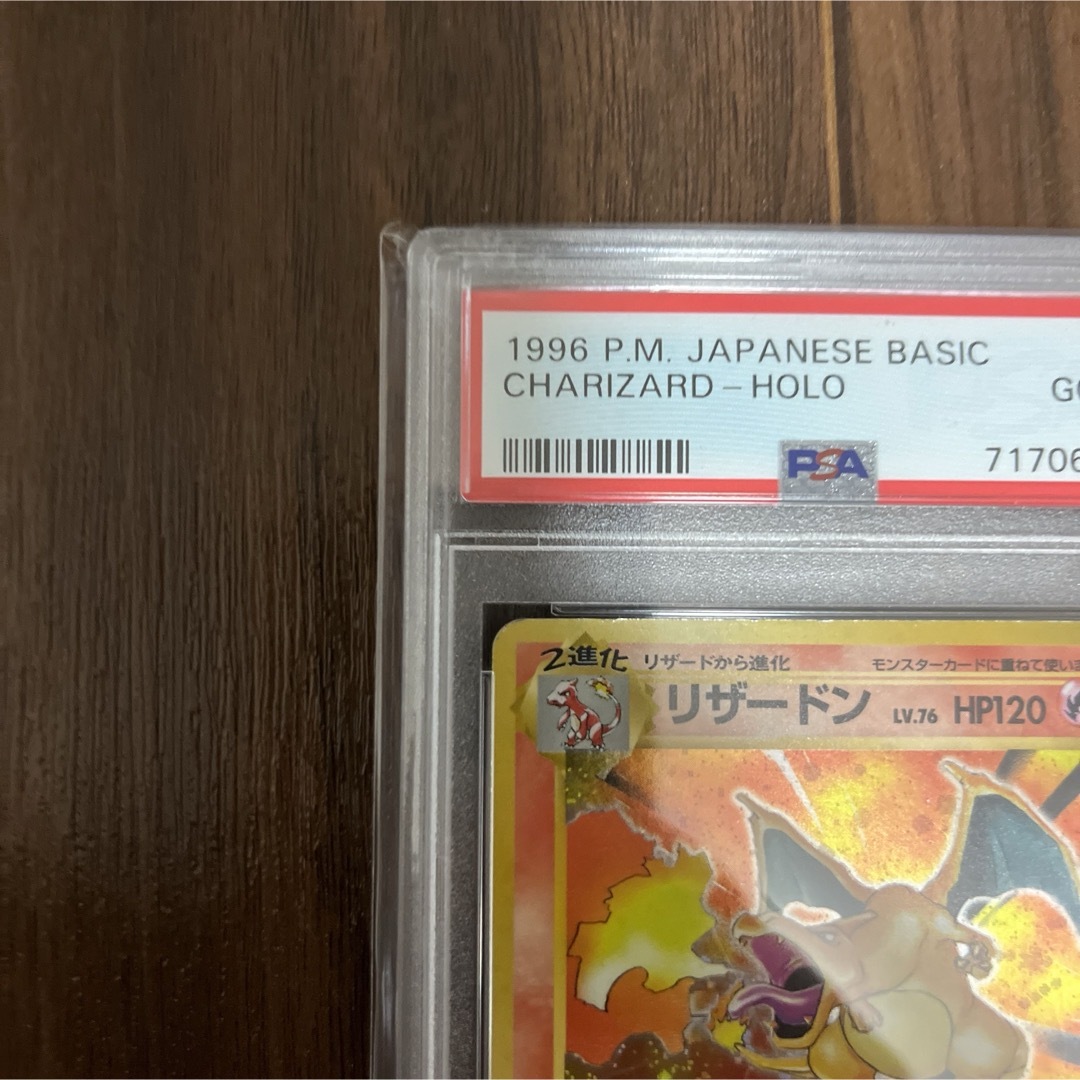 1996 P.M. JAPANESE BASIC
CHARIZARD – HOLO
PSA
71706
2進化 リザードから進化 モンスターカードに重ねて使い
リザードン LV.76 HP120